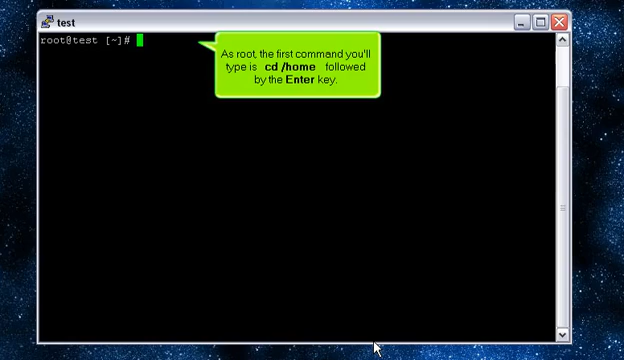 test
root@test [~]#
As root, the first command you'll
type is cd /home followed
by the Enter key.